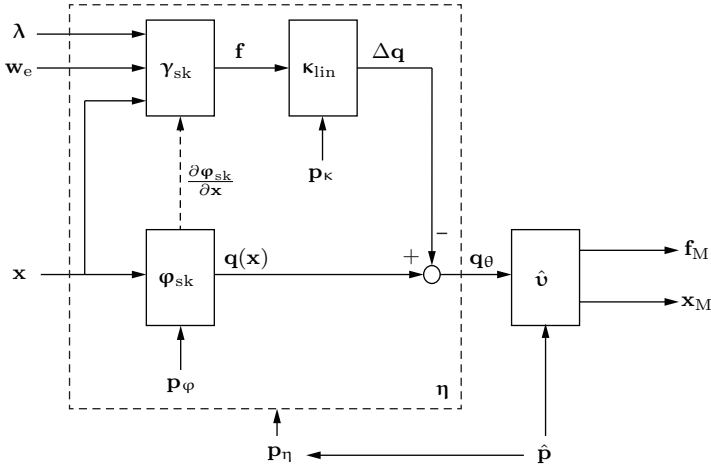 λ
w_e
γ_sk
f
κ_lin
Δq
∂φ_sk
∂x
p_κ
x
φ_sk
q(x)
+
−
q_θ
υ̂
f_M
x_M
p_φ
η
p_η
p̂